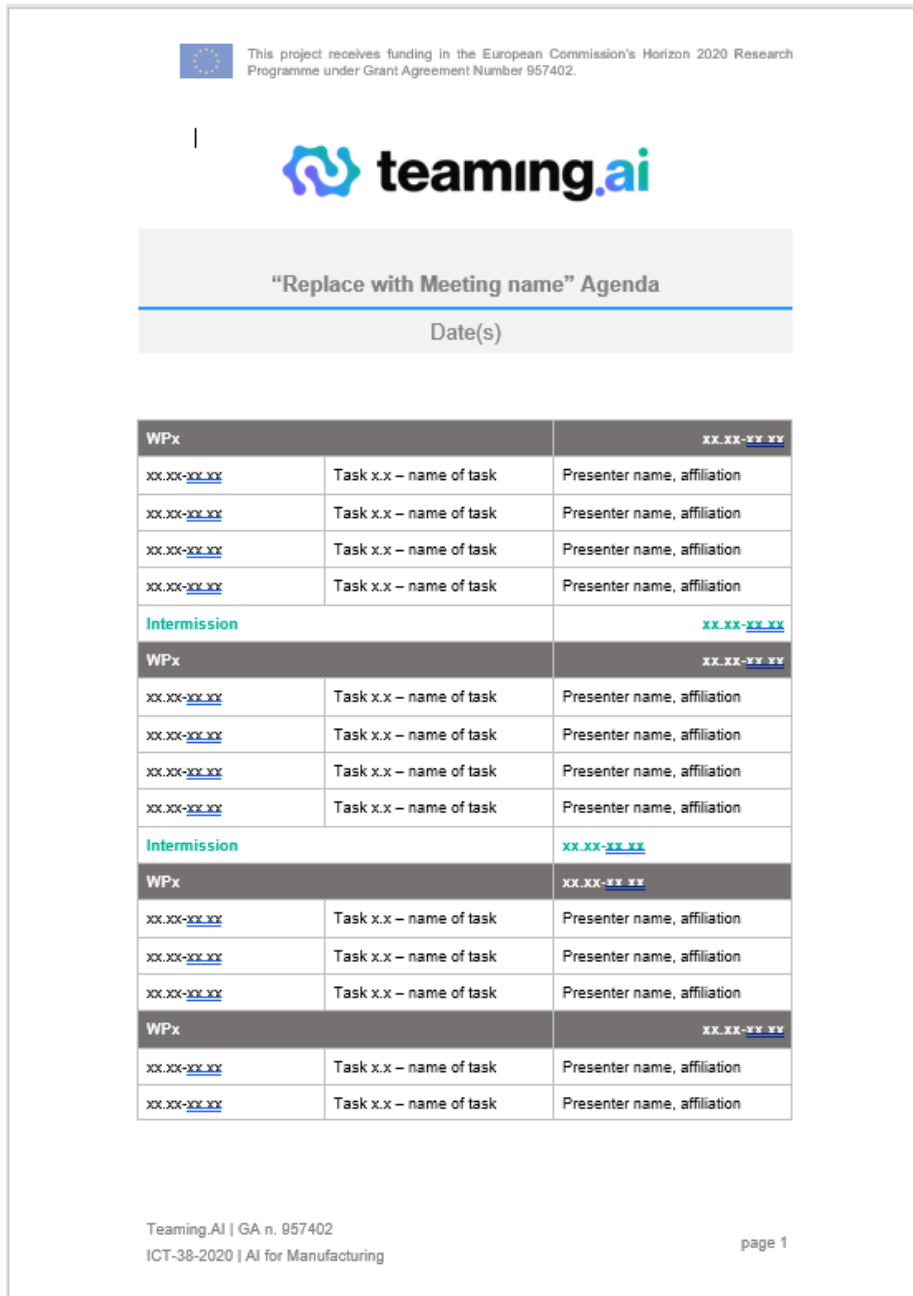 This project receives funding in the European Commission's Horizon 2020 Research
Programme under Grant Agreement Number 957402.
teaming.ai
“Replace with Meeting name” Agenda
Date(s)
WPx xx.xx-xx.xx
xx.xx-xx.xx Task x.x – name of task Presenter name, affiliation
xx.xx-xx.xx Task x.x – name of task Presenter name, affiliation
xx.xx-xx.xx Task x.x – name of task Presenter name, affiliation
xx.xx-xx.xx Task x.x – name of task Presenter name, affiliation
Intermission xx.xx-xx.xx
WPx xx.xx-xx.xx
xx.xx-xx.xx Task x.x – name of task Presenter name, affiliation
xx.xx-xx.xx Task x.x – name of task Presenter name, affiliation
xx.xx-xx.xx Task x.x – name of task Presenter name, affiliation
xx.xx-xx.xx Task x.x – name of task Presenter name, affiliation
Intermission xx.xx-xx.xx
WPx xx.xx-xx.xx
xx.xx-xx.xx Task x.x – name of task Presenter name, affiliation
xx.xx-xx.xx Task x.x – name of task Presenter name, affiliation
xx.xx-xx.xx Task x.x – name of task Presenter name, affiliation
WPx xx.xx-xx.xx
xx.xx-xx.xx Task x.x – name of task Presenter name, affiliation
xx.xx-xx.xx Task x.x – name of task Presenter name, affiliation
Teaming.AI | GA n. 957402
ICT-38-2020 | AI for Manufacturing
page 1